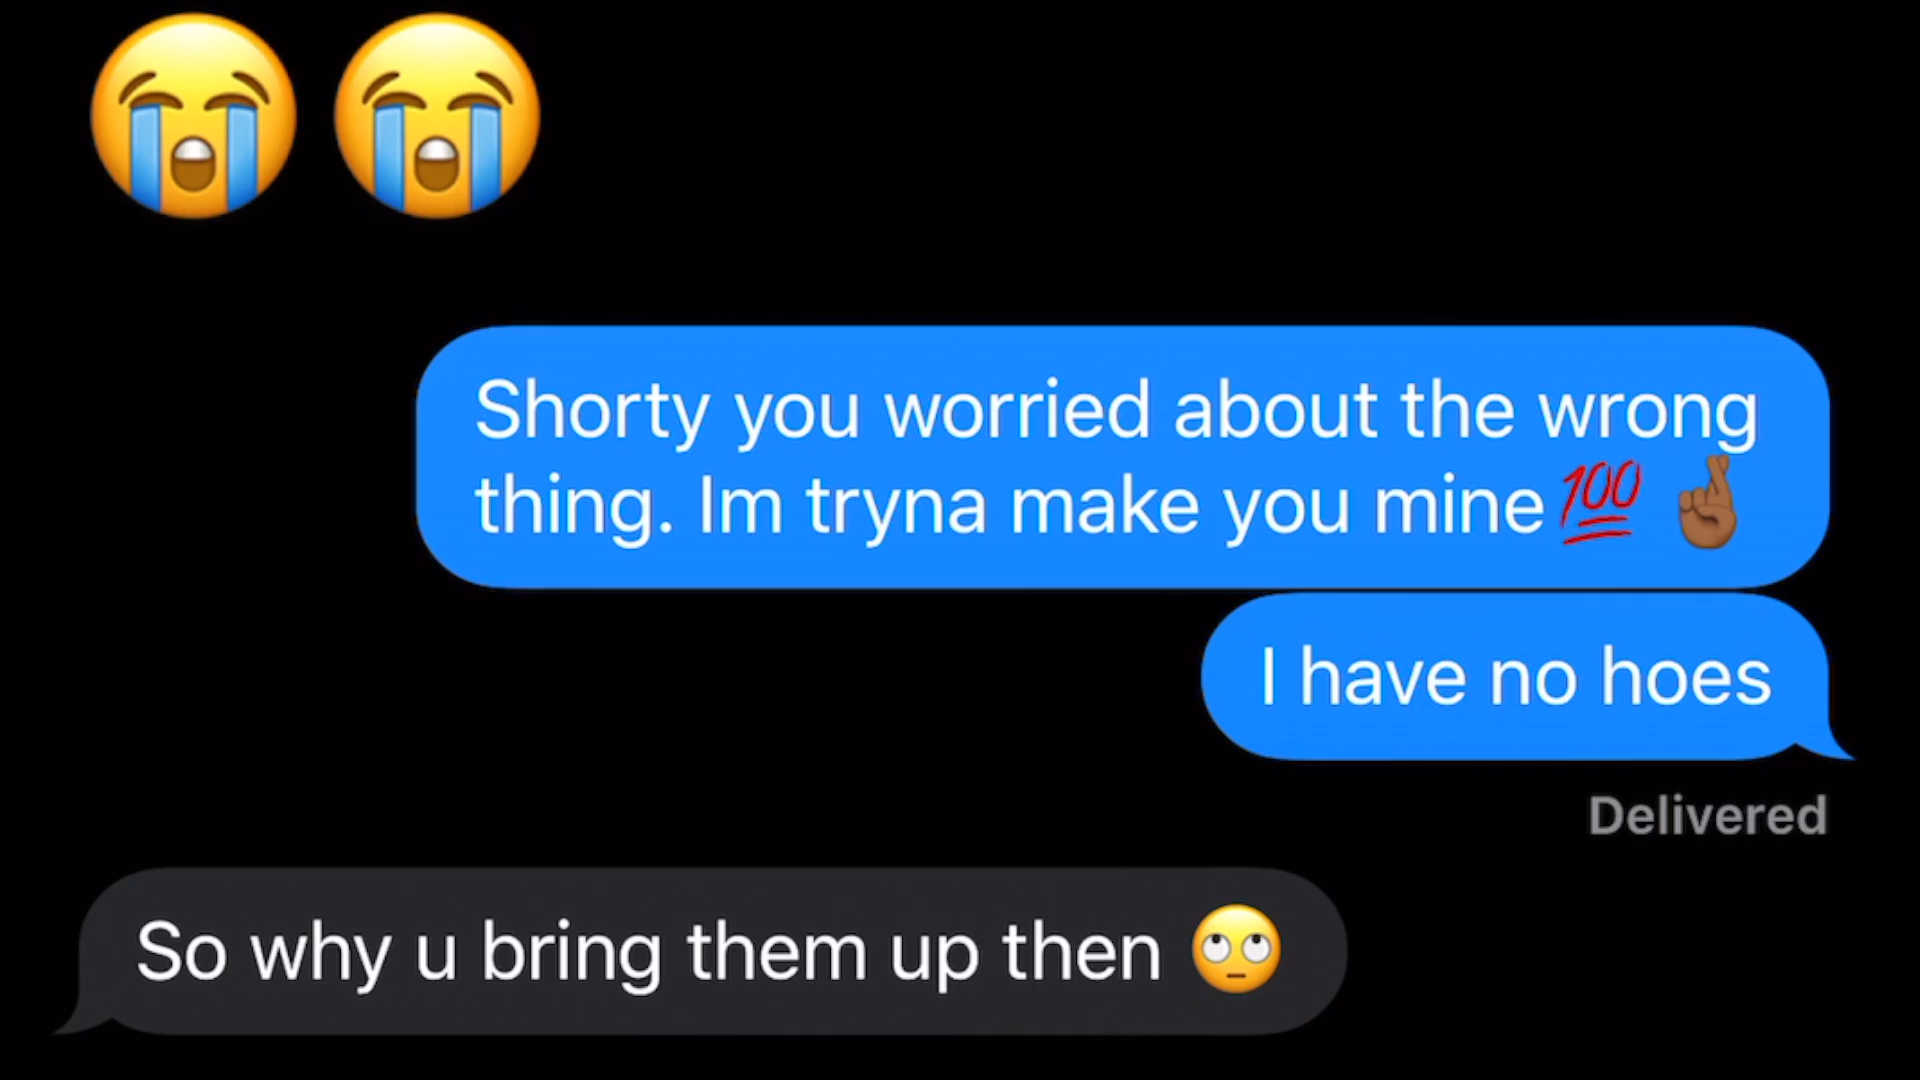 😭😭
Shorty you worried about the wrong
thing. Im tryna make you mine💯 🤞🏾
I have no hoes
Delivered
So why u bring them up then 🙄